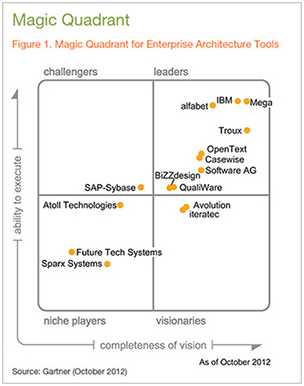 Magic Quadrant
Figure 1. Magic Quadrant for Enterprise Architecture Tools
challengers
leaders
alfabet
IBM
Mega
Troux
OpenText
Casewise
Software AG
BiZZdesign
QualiWare
SAP-Sybase
Atoll Technologies
Avolution
iteratec
Future Tech Systems
Sparx Systems
ability to execute
niche players
visionaries
completeness of vision
As of October 2012
Source: Gartner (October 2012)